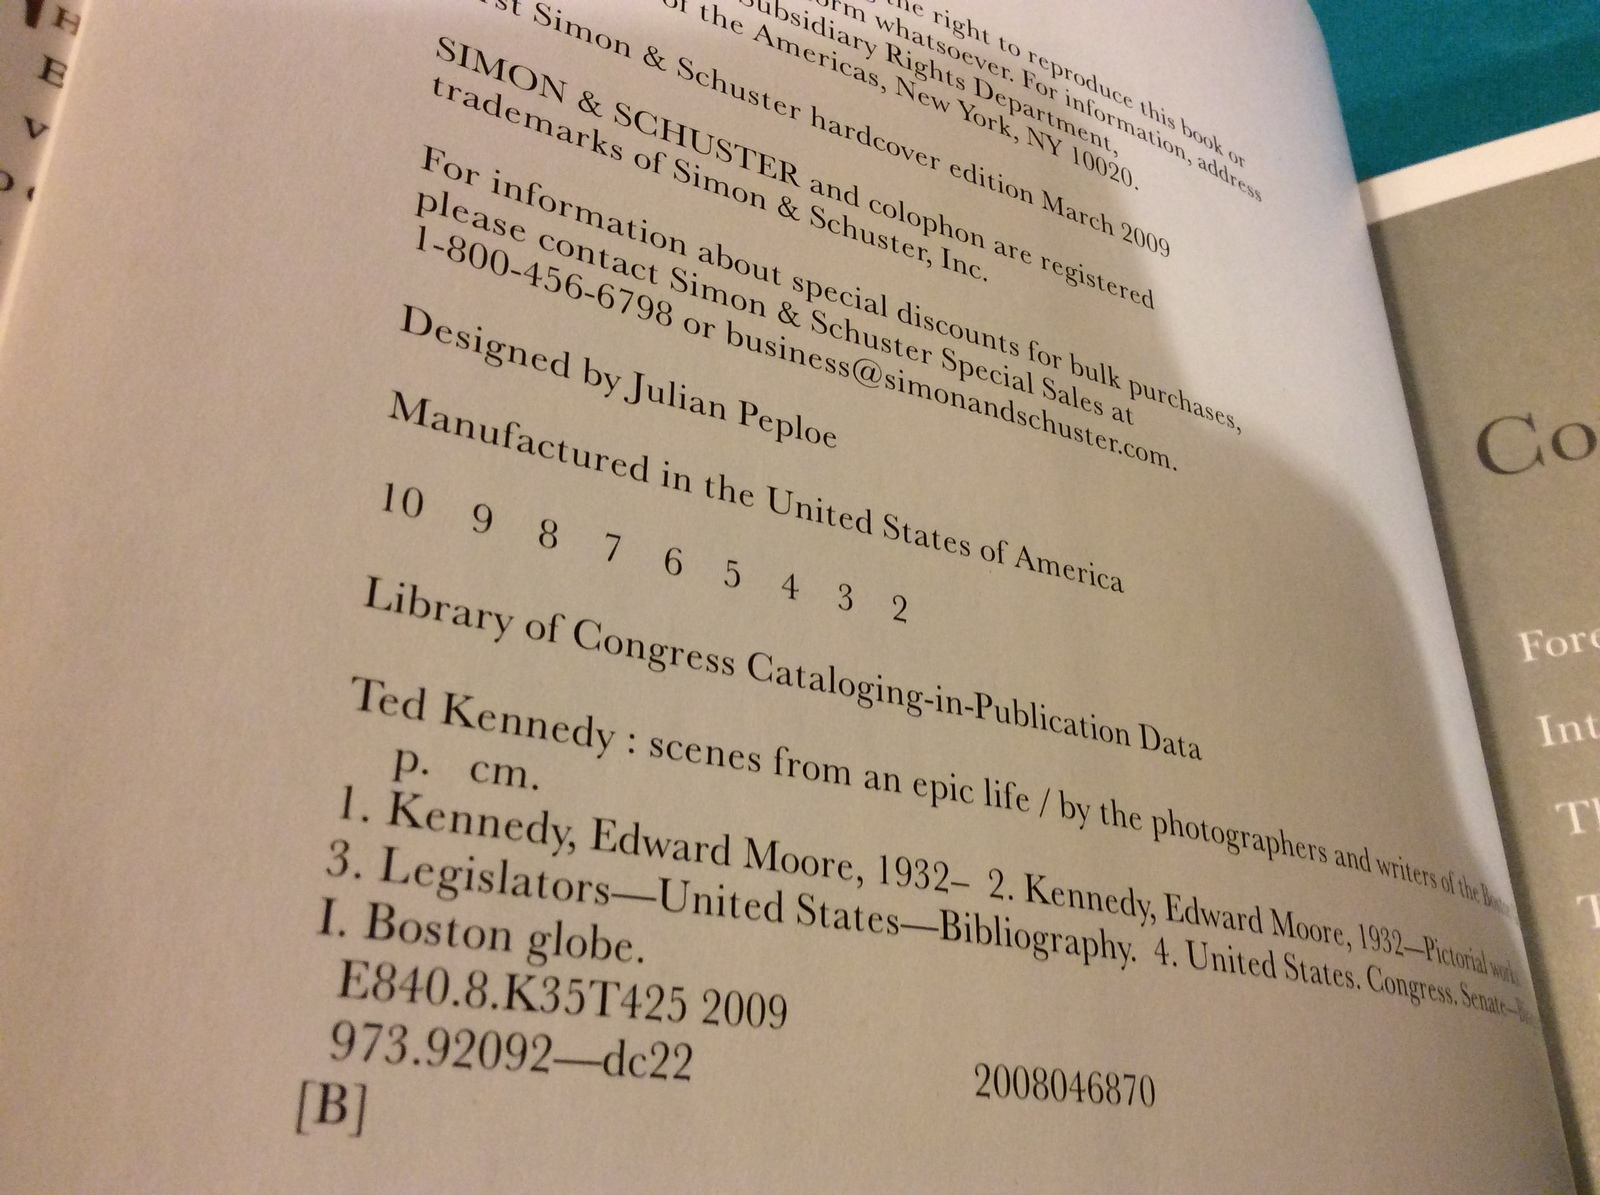 the right to reproduce this book or
form whatsoever. For information, address
Subsidiary Rights Department,
of the Americas, New York, NY 10020.
Simon & Schuster hardcover edition March 2009
SIMON & SCHUSTER and colophon are registered
trademarks of Simon & Schuster, Inc.
For information about special discounts for bulk purchases,
please contact Simon & Schuster Special Sales at
1-800-456-6798 or business@simonandschuster.com.
Designed by Julian Peploe
Manufactured in the United States of America
10 9 8 7 6 5 4 3 2
Library of Congress Cataloging-in-Publication Data
Ted Kennedy : scenes from an epic life / by the photographers and writers of the Boston
p. cm.
1. Kennedy, Edward Moore, 1932– 2. Kennedy, Edward Moore, 1932—Pictorial works
3. Legislators—United States—Bibliography. 4. United States. Congress. Senate—
I. Boston globe.
E840.8.K35T425 2009
973.92092—dc22
2008046870
[B]
Co
Fore
Int